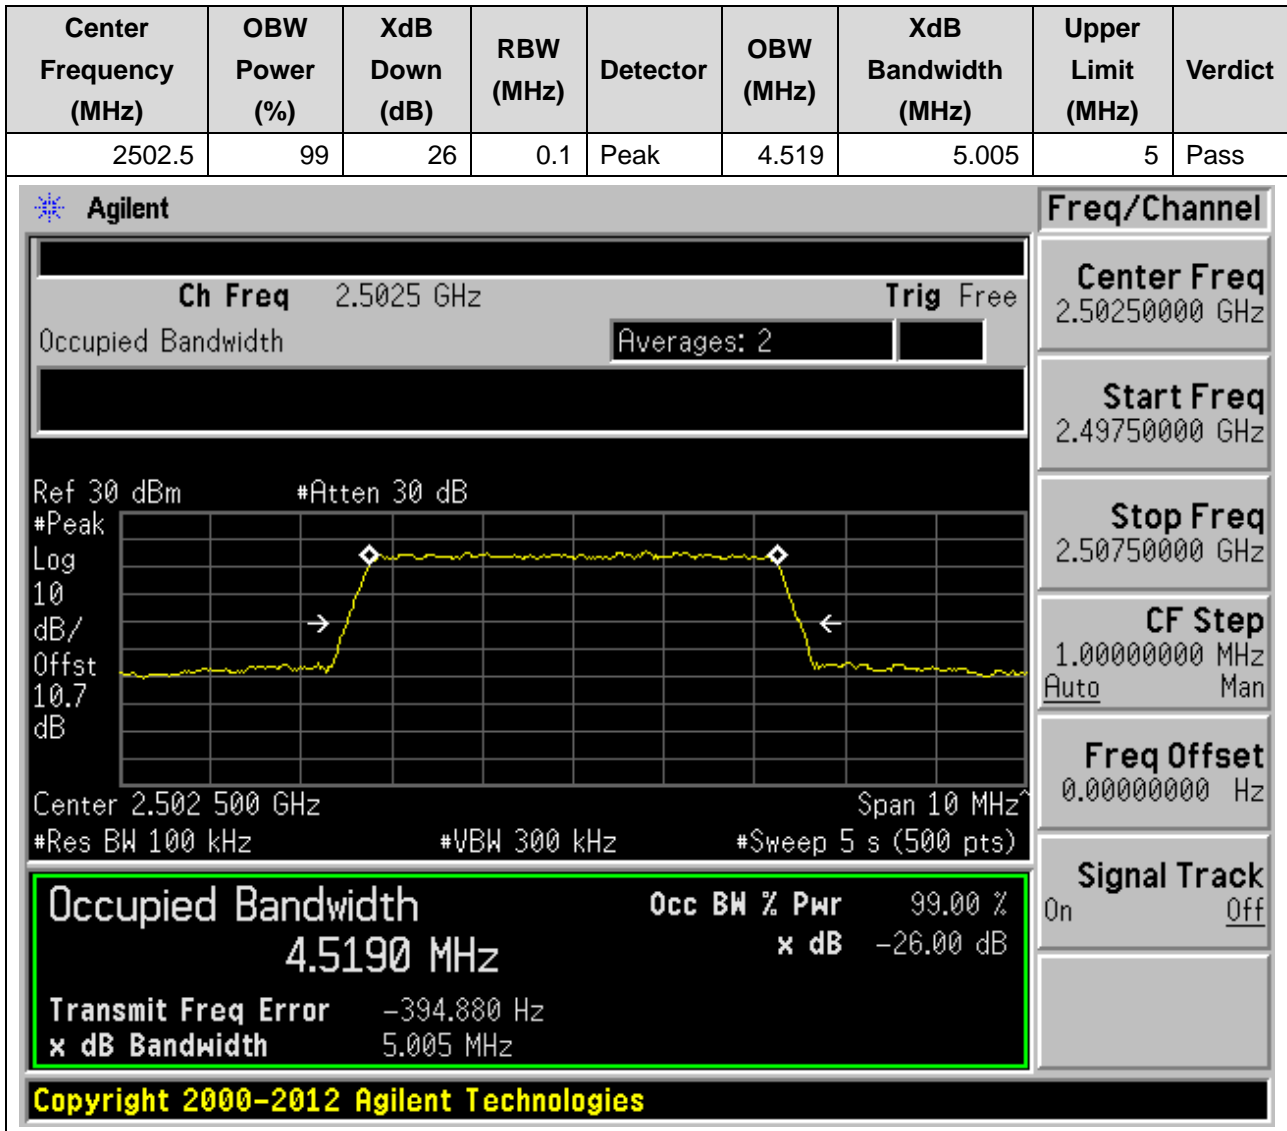 Center Frequency (MHz) OBW Power (%) XdB Down (dB) RBW (MHz) Detector OBW (MHz) XdB Bandwidth (MHz) Upper Limit (MHz) Verdict
2502.5 99 26 0.1 Peak 4.519 5.005 5 Pass
Agilent
Freq/Channel
Ch Freq 2.5025 GHz Trig Free
Occupied Bandwidth Averages: 2
Ref 30 dBm #Atten 30 dB
#Peak
Log
10
dB/
Offst
10.7
dB
Center 2.502 500 GHz Span 10 MHz^
#Res BW 100 kHz #VBW 300 kHz #Sweep 5 s (500 pts)
Occupied Bandwidth Occ BW % Pwr 99.00 %
4.5190 MHz x dB -26.00 dB
Transmit Freq Error -394.880 Hz
x dB Bandwidth 5.005 MHz
Center Freq
2.50250000 GHz
Start Freq
2.49750000 GHz
Stop Freq
2.50750000 GHz
CF Step
1.00000000 MHz
Auto Man
Freq Offset
0.00000000 Hz
Signal Track
On Off
Copyright 2000-2012 Agilent Technologies